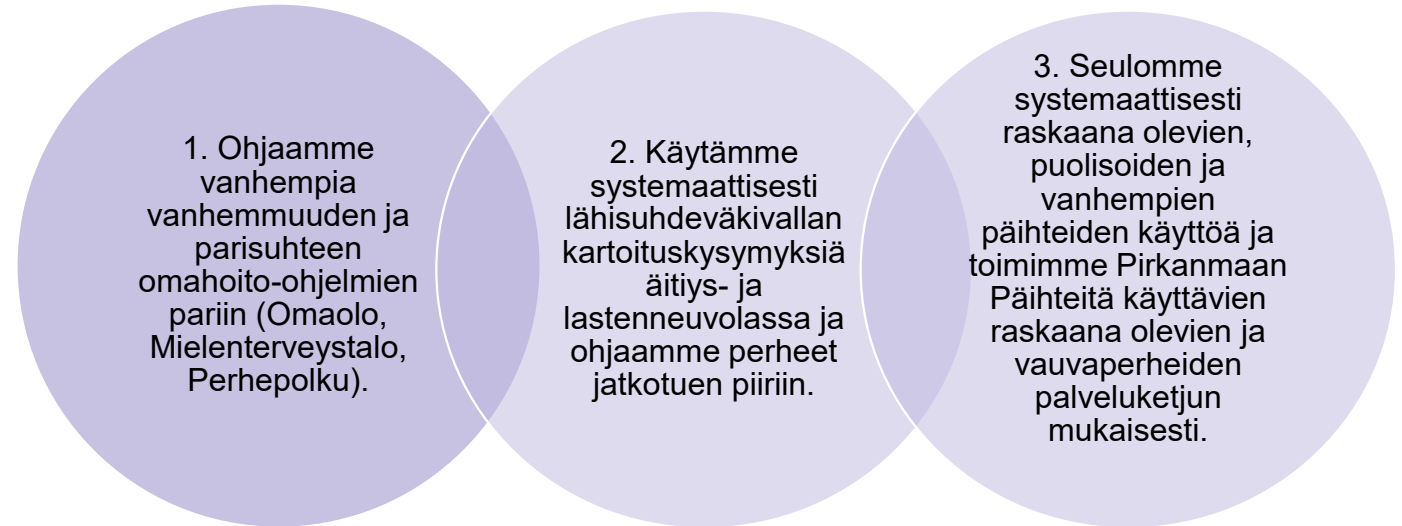 1. Ohjaamme
vanhempia
vanhemmuuden ja
parisuhteen
omahoito-ohjelmien
pariin (Omaolo,
Mielenterveystalo,
Perhepolku).
2. Käytämme
systemaattisesti
lähisuhdeväkivallan
kartoituskysymyksiä
äitiys- ja
lastenneuvolassa ja
ohjaamme perheet
jatkotuen piiriin.
3. Seulomme
systemaattisesti
raskaana olevien,
puolisoiden ja
vanhempien
päihteiden käyttöä ja
toimimme Pirkanmaan
Päihteitä käyttävien
raskaana olevien ja
vauvaperheiden
palveluketjun
mukaisesti.